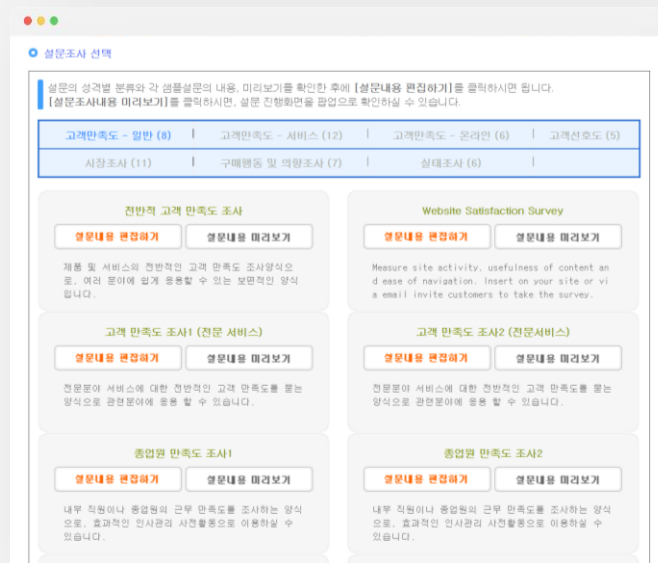 설문조사 선택
설문의 성격별 분류와 각 샘플설문의 내용, 미리보기를 확인한 후에 [설문내용 편집하기]를 클릭하시면 됩니다.
[설문조사내용 미리보기]를 클릭하시면, 설문 진행화면을 팝업으로 확인하실 수 있습니다.
고객만족도 - 일반 (8) | 고객만족도 - 서비스 (12) | 고객만족도 - 온라인 (6) | 고객선호도 (5)
시장조사 (11) | 구매행동 및 의향조사 (7) | 실태조사 (6) |
전반적 고객 만족도 조사
설문내용 편집하기 설문내용 미리보기
제품 및 서비스의 전반적인 고객 만족도 조사양식으
로, 여러 분야에 쉽게 응용할 수 있는 보편적인 양식
입니다.
Website Satisfaction Survey
설문내용 편집하기 설문내용 미리보기
Measure site activity, usefulness of content an
d ease of navigation. Insert on your site or vi
a email invite customers to take the survey.
고객 만족도 조사1 (전문 서비스)
설문내용 편집하기 설문내용 미리보기
전문분야 서비스에 대한 전반적인 고객 만족도를 묻는
양식으로 관련분야에 응용 할 수 있습니다.
고객 만족도 조사2 (전문서비스)
설문내용 편집하기 설문내용 미리보기
전문분야 서비스에 대한 전반적인 고객 만족도를 묻는
양식으로 관련분야에 응용 할 수 있습니다.
종업원 만족도 조사1
설문내용 편집하기 설문내용 미리보기
내부 직원이나 종업원의 근무 만족도를 조사하는 양식
으로, 효과적인 인사관리 사전활동으로 이용하실 수
있습니다.
종업원 만족도 조사2
설문내용 편집하기 설문내용 미리보기
내부 직원이나 종업원의 근무 만족도를 조사하는 양식
으로, 효과적인 인사관리 사전활동으로 이용하실 수
있습니다.